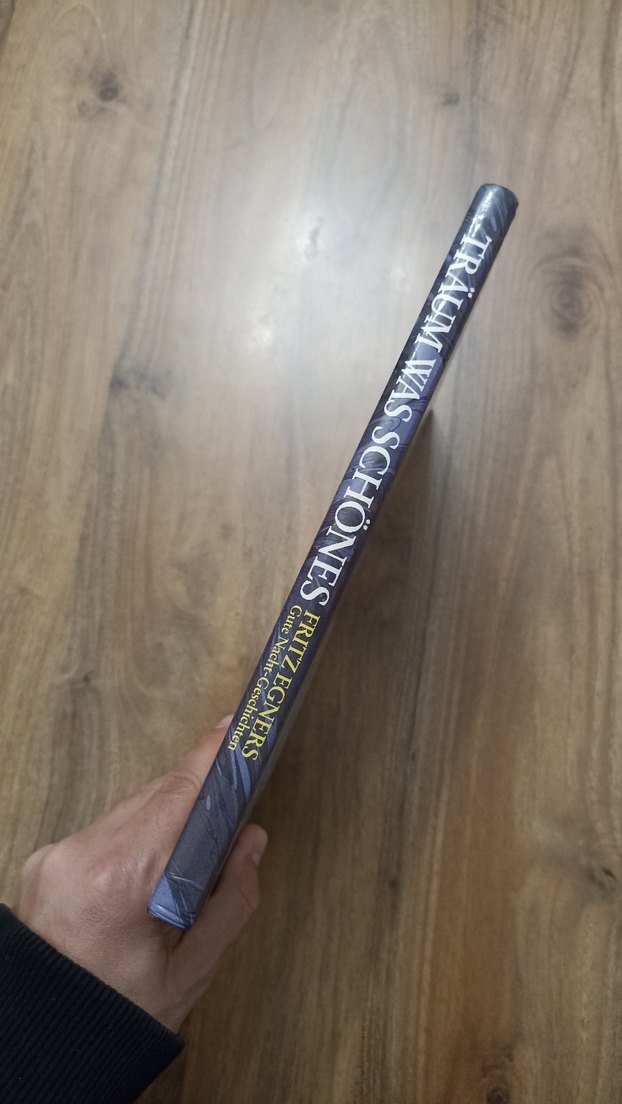 TRÄUM WAS SCHÖNES
FRITZ EGNERS
Gute Nacht-Geschichten